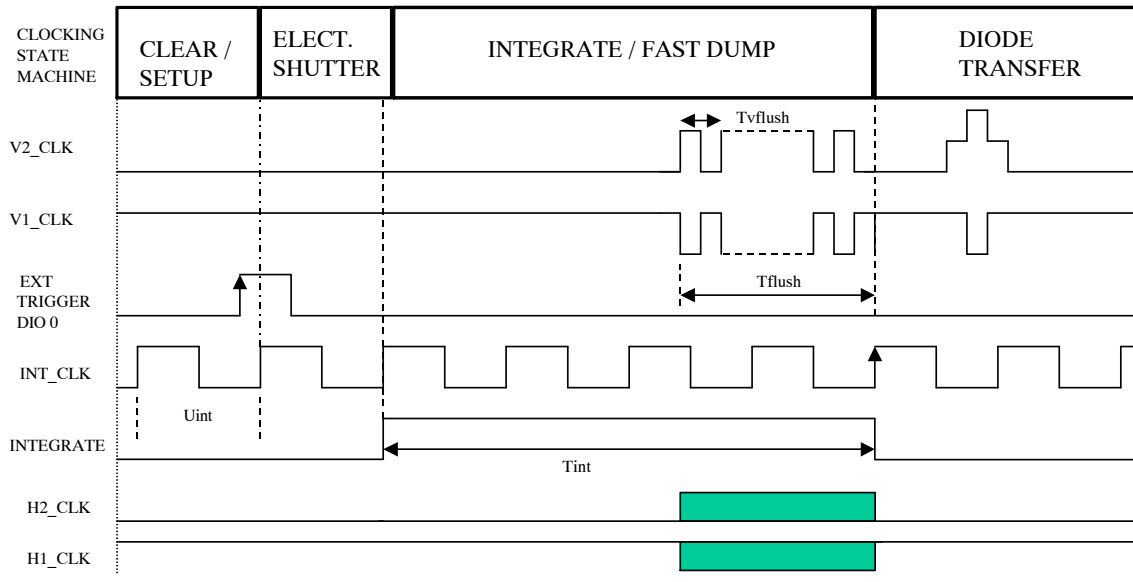 CLOCKING
STATE
MACHINE
CLEAR /
SETUP
ELECT.
SHUTTER
INTEGRATE / FAST DUMP
DIODE
TRANSFER
Tvflush
V2_CLK
V1_CLK
EXT
TRIGGER
DIO 0
Tflush
INT_CLK
Uint
INTEGRATE
Tint
H2_CLK
H1_CLK